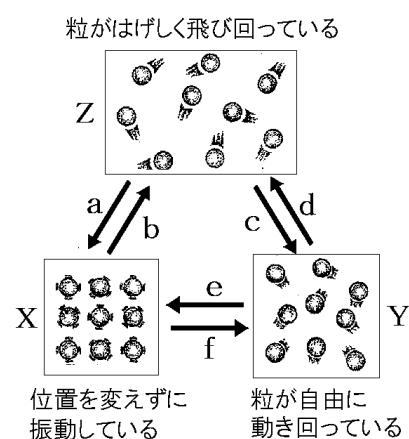 粒がはげしく飛び回っている
Z
a
b
c
d
X
e
f
Y
位置を変えずに
振動している
粒が自由に
動き回っている